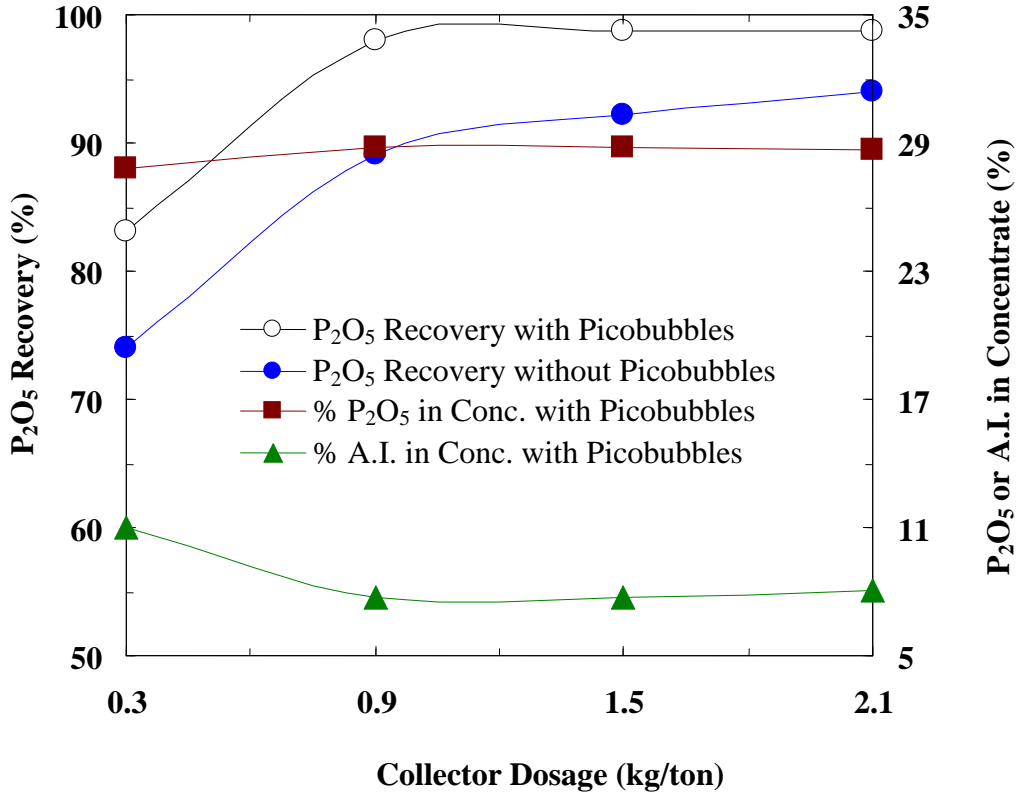 100
90
80
70
60
50
P₂O₅ Recovery (%)
35
29
23
17
11
5
P₂O₅ or A.I. in Concentrate (%)
P₂O₅ Recovery with Picobubbles
P₂O₅ Recovery without Picobubbles
% P₂O₅ in Conc. with Picobubbles
% A.I. in Conc. with Picobubbles
0.3 0.9 1.5 2.1
Collector Dosage (kg/ton)